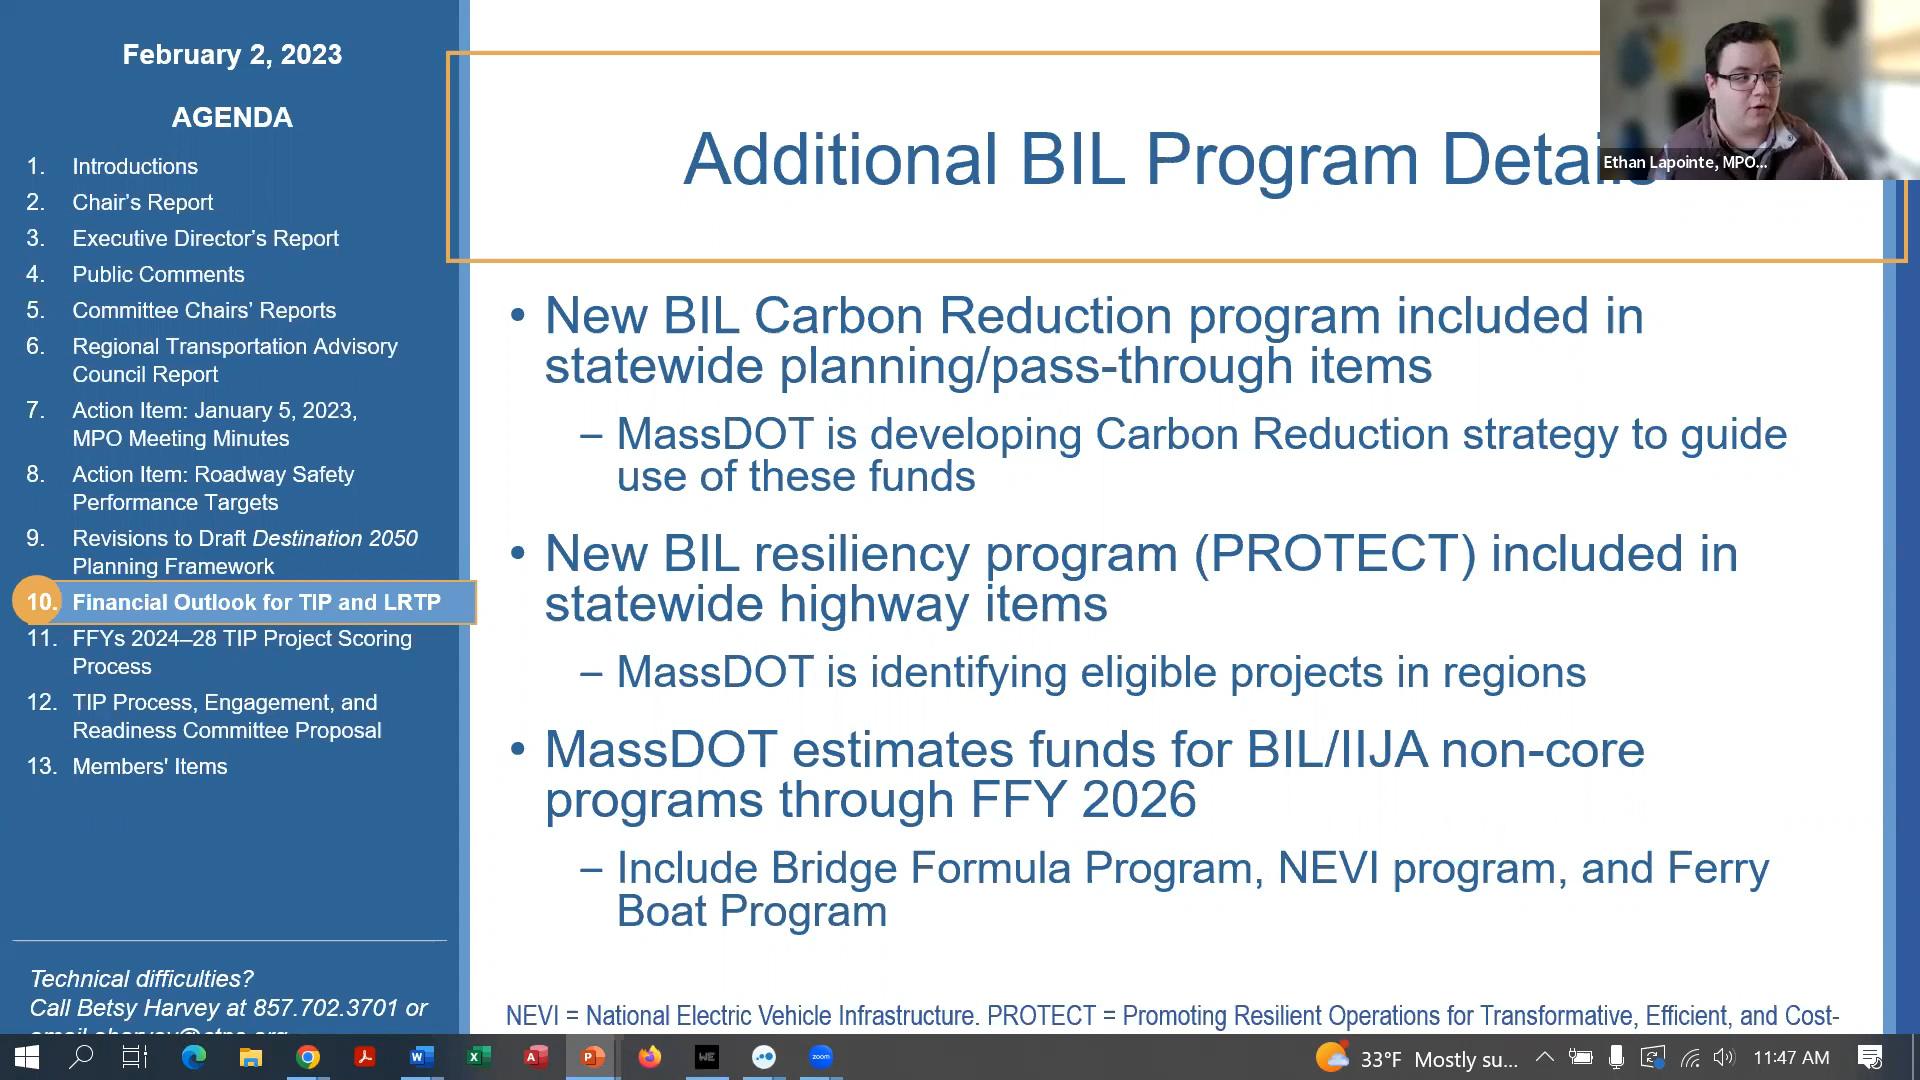 February 2, 2023
AGENDA
1. Introductions
2. Chair's Report
3. Executive Director's Report
4. Public Comments
5. Committee Chairs' Reports
6. Regional Transportation Advisory
Council Report
7. Action Item: January 5, 2023,
MPO Meeting Minutes
8. Action Item: Roadway Safety
Performance Targets
9. Revisions to Draft Destination 2050
Planning Framework
10. Financial Outlook for TIP and LRTP
11. FFYs 2024–28 TIP Project Scoring
Process
12. TIP Process, Engagement, and
Readiness Committee Proposal
13. Members' Items
Technical difficulties?
Call Betsy Harvey at 857.702.3701 or
Additional BIL Program Details
• New BIL Carbon Reduction program included in
statewide planning/pass-through items
– MassDOT is developing Carbon Reduction strategy to guide
use of these funds
• New BIL resiliency program (PROTECT) included in
statewide highway items
– MassDOT is identifying eligible projects in regions
• MassDOT estimates funds for BIL/IIJA non-core
programs through FFY 2026
– Include Bridge Formula Program, NEVI program, and Ferry
Boat Program
NEVI = National Electric Vehicle Infrastructure. PROTECT = Promoting Resilient Operations for Transformative, Efficient, and Cost-
Ethan Lapointe, MPO...
WE
zoom
33°F Mostly su...
11:47 AM